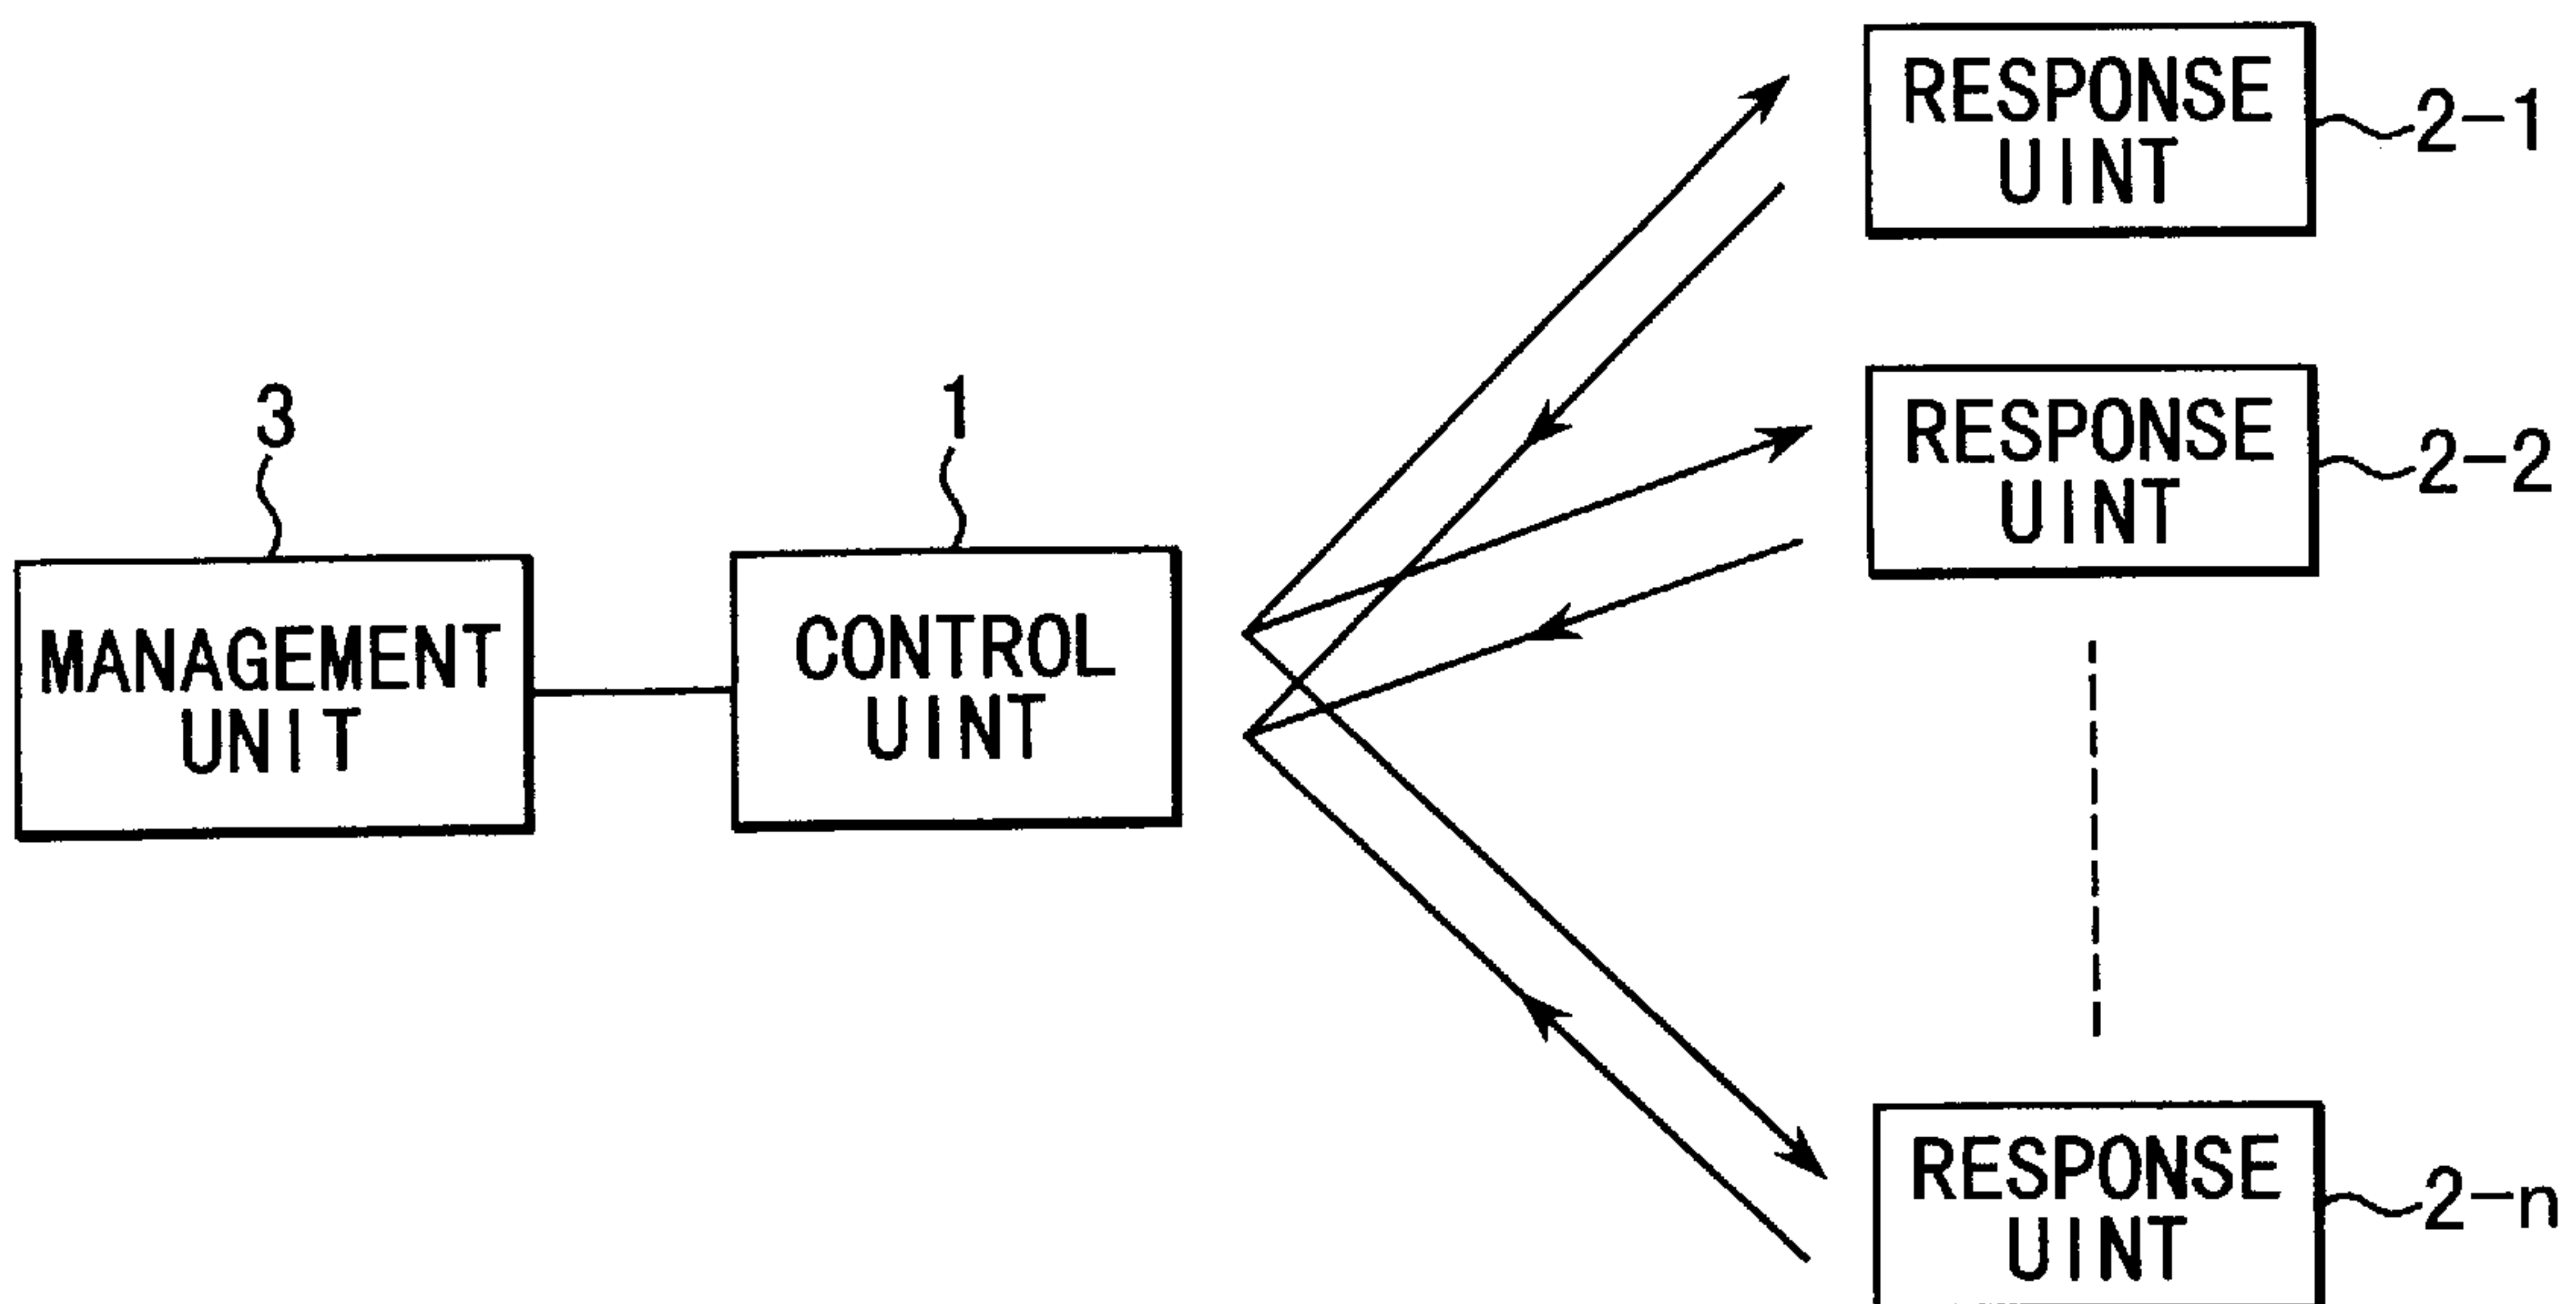 3
MANAGEMENT
UNIT
1
CONTROL
UINT
RESPONSE
UINT
2-1
RESPONSE
UINT
2-2
RESPONSE
UINT
2-n